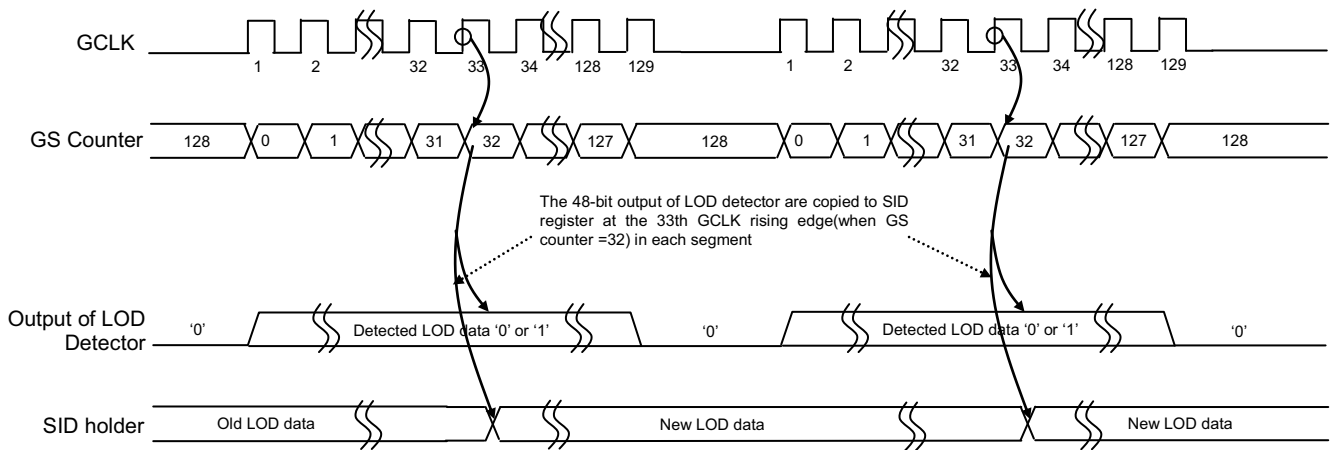 GCLK
1 2 32 33 34 128 129 1 2 32 33 34 128 129
GS Counter
128 0 1 31 32 127 128 0 1 31 32 127 128
The 48-bit output of LOD detector are copied to SID
register at the 33th GCLK rising edge(when GS
counter =32) in each segment
Output of LOD
Detector
‘0’ Detected LOD data ‘0’ or ‘1’ ‘0’ Detected LOD data ‘0’ or ‘1’ ‘0’
SID holder
Old LOD data New LOD data New LOD data